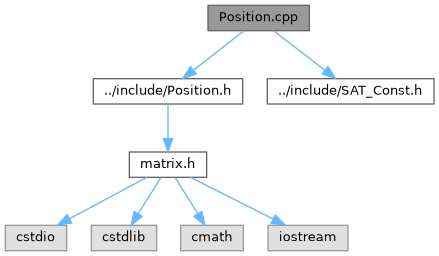 Position.cpp
../include/Position.h
../include/SAT_Const.h
matrix.h
cstdio
cstdlib
cmath
iostream